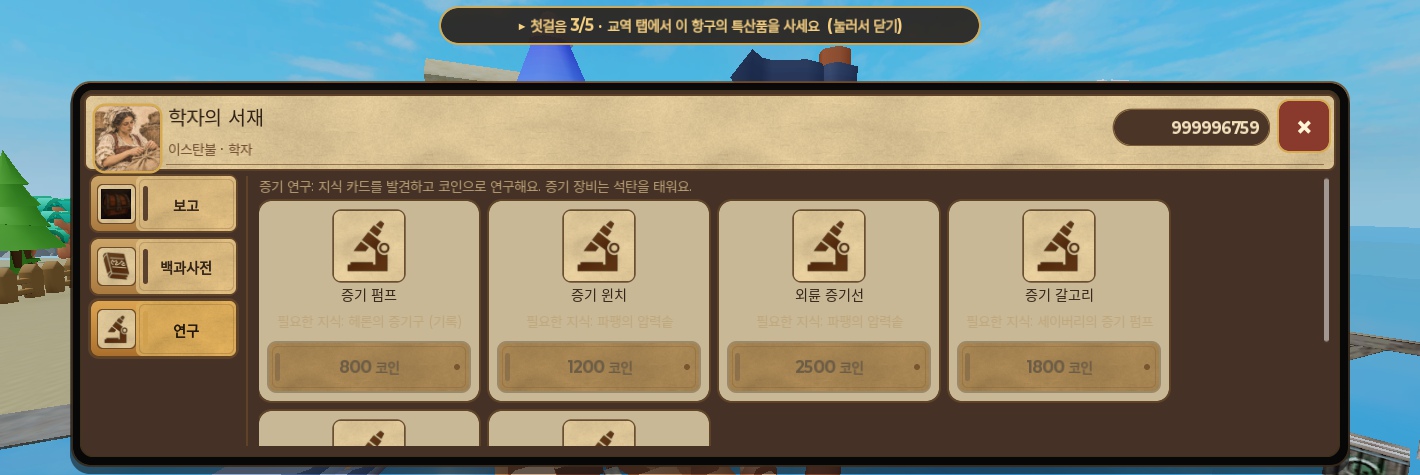 ▸ 첫걸음 3/5 · 교역 탭에서 이 항구의 특산품을 사세요 (눌러서 닫기)
학자의 서재
이스탄불 · 학자
999996759
보고
백과사전
연구
증기 연구: 지식 카드를 발견하고 코인으로 연구해요. 증기 장비는 석탄을 태워요.
증기 펌프
필요한 지식: 헤론의 증기구 (기록)
800 코인
증기 윈치
필요한 지식: 파팽의 압력솥
1200 코인
외륜 증기선
필요한 지식: 파팽의 압력솥
2500 코인
증기 갈고리
필요한 지식: 세이버리의 증기 펌프
1800 코인